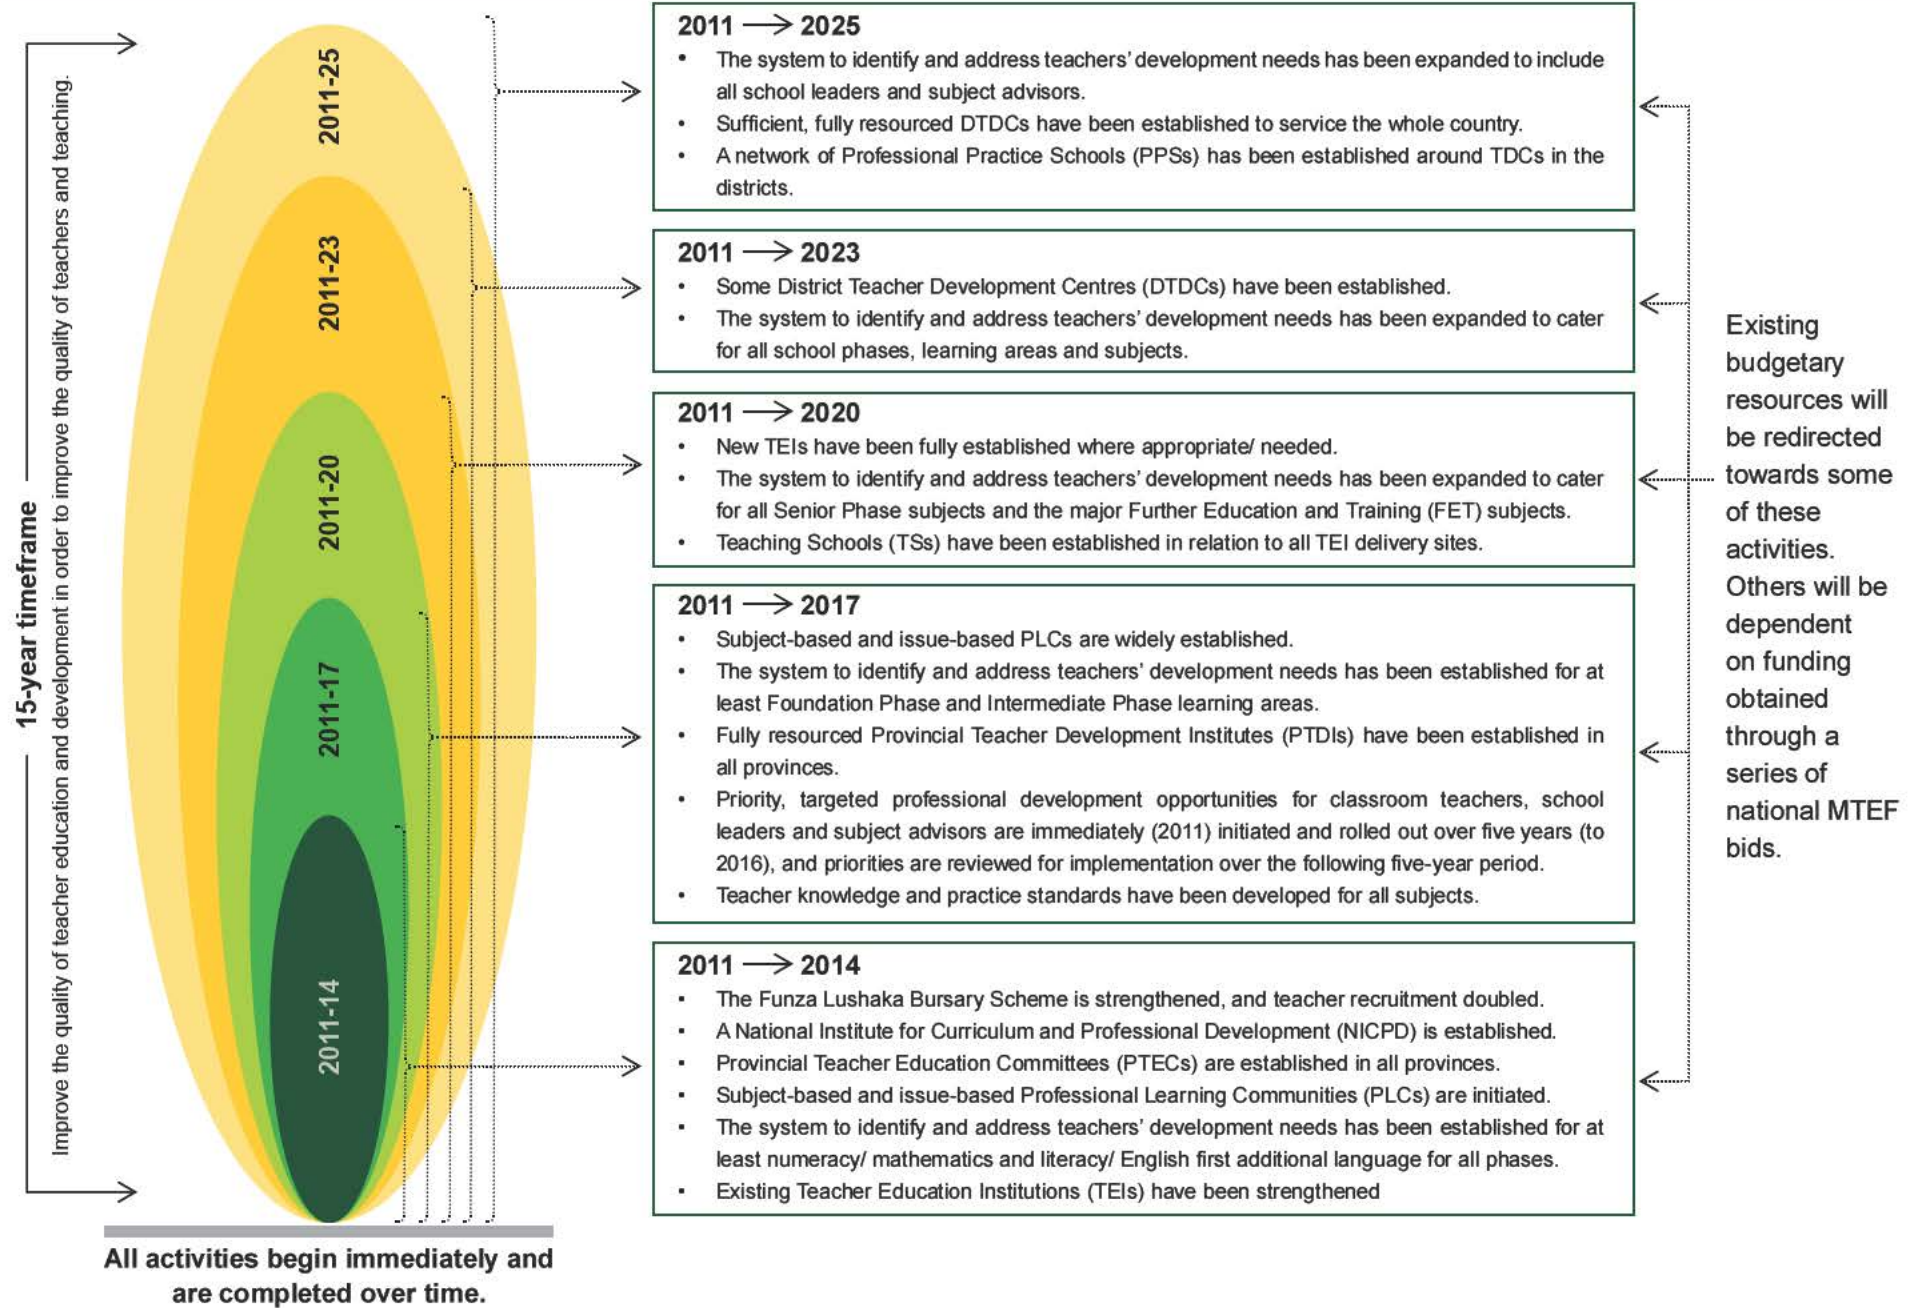 15-year timeframe
Improve the quality of teacher education and development in order to improve the quality of teachers and teaching.
2011-25
2011-23
2011-20
2011-17
2011-14
All activities begin immediately and
are completed over time.
2011 → 2025
• The system to identify and address teachers' development needs has been expanded to include
all school leaders and subject advisors.
• Sufficient, fully resourced DTDCs have been established to service the whole country.
• A network of Professional Practice Schools (PPSs) has been established around TDCs in the
districts.
2011 → 2023
• Some District Teacher Development Centres (DTDCs) have been established.
• The system to identify and address teachers' development needs has been expanded to cater
for all school phases, learning areas and subjects.
2011 → 2020
• New TEIs have been fully established where appropriate/ needed.
• The system to identify and address teachers' development needs has been expanded to cater
for all Senior Phase subjects and the major Further Education and Training (FET) subjects.
• Teaching Schools (TSs) have been established in relation to all TEI delivery sites.
2011 → 2017
• Subject-based and issue-based PLCs are widely established.
• The system to identify and address teachers' development needs has been established for at
least Foundation Phase and Intermediate Phase learning areas.
• Fully resourced Provincial Teacher Development Institutes (PTDIs) have been established in
all provinces.
• Priority, targeted professional development opportunities for classroom teachers, school
leaders and subject advisors are immediately (2011) initiated and rolled out over five years (to
2016), and priorities are reviewed for implementation over the following five-year period.
• Teacher knowledge and practice standards have been developed for all subjects.
2011 → 2014
▪ The Funza Lushaka Bursary Scheme is strengthened, and teacher recruitment doubled.
▪ A National Institute for Curriculum and Professional Development (NICPD) is established.
▪ Provincial Teacher Education Committees (PTECs) are established in all provinces.
▪ Subject-based and issue-based Professional Learning Communities (PLCs) are initiated.
▪ The system to identify and address teachers' development needs has been established for at
least numeracy/ mathematics and literacy/ English first additional language for all phases.
▪ Existing Teacher Education Institutions (TEIs) have been strengthened
Existing
budgetary
resources will
be redirected
towards some
of these
activities.
Others will be
dependent
on funding
obtained
through a
series of
national MTEF
bids.